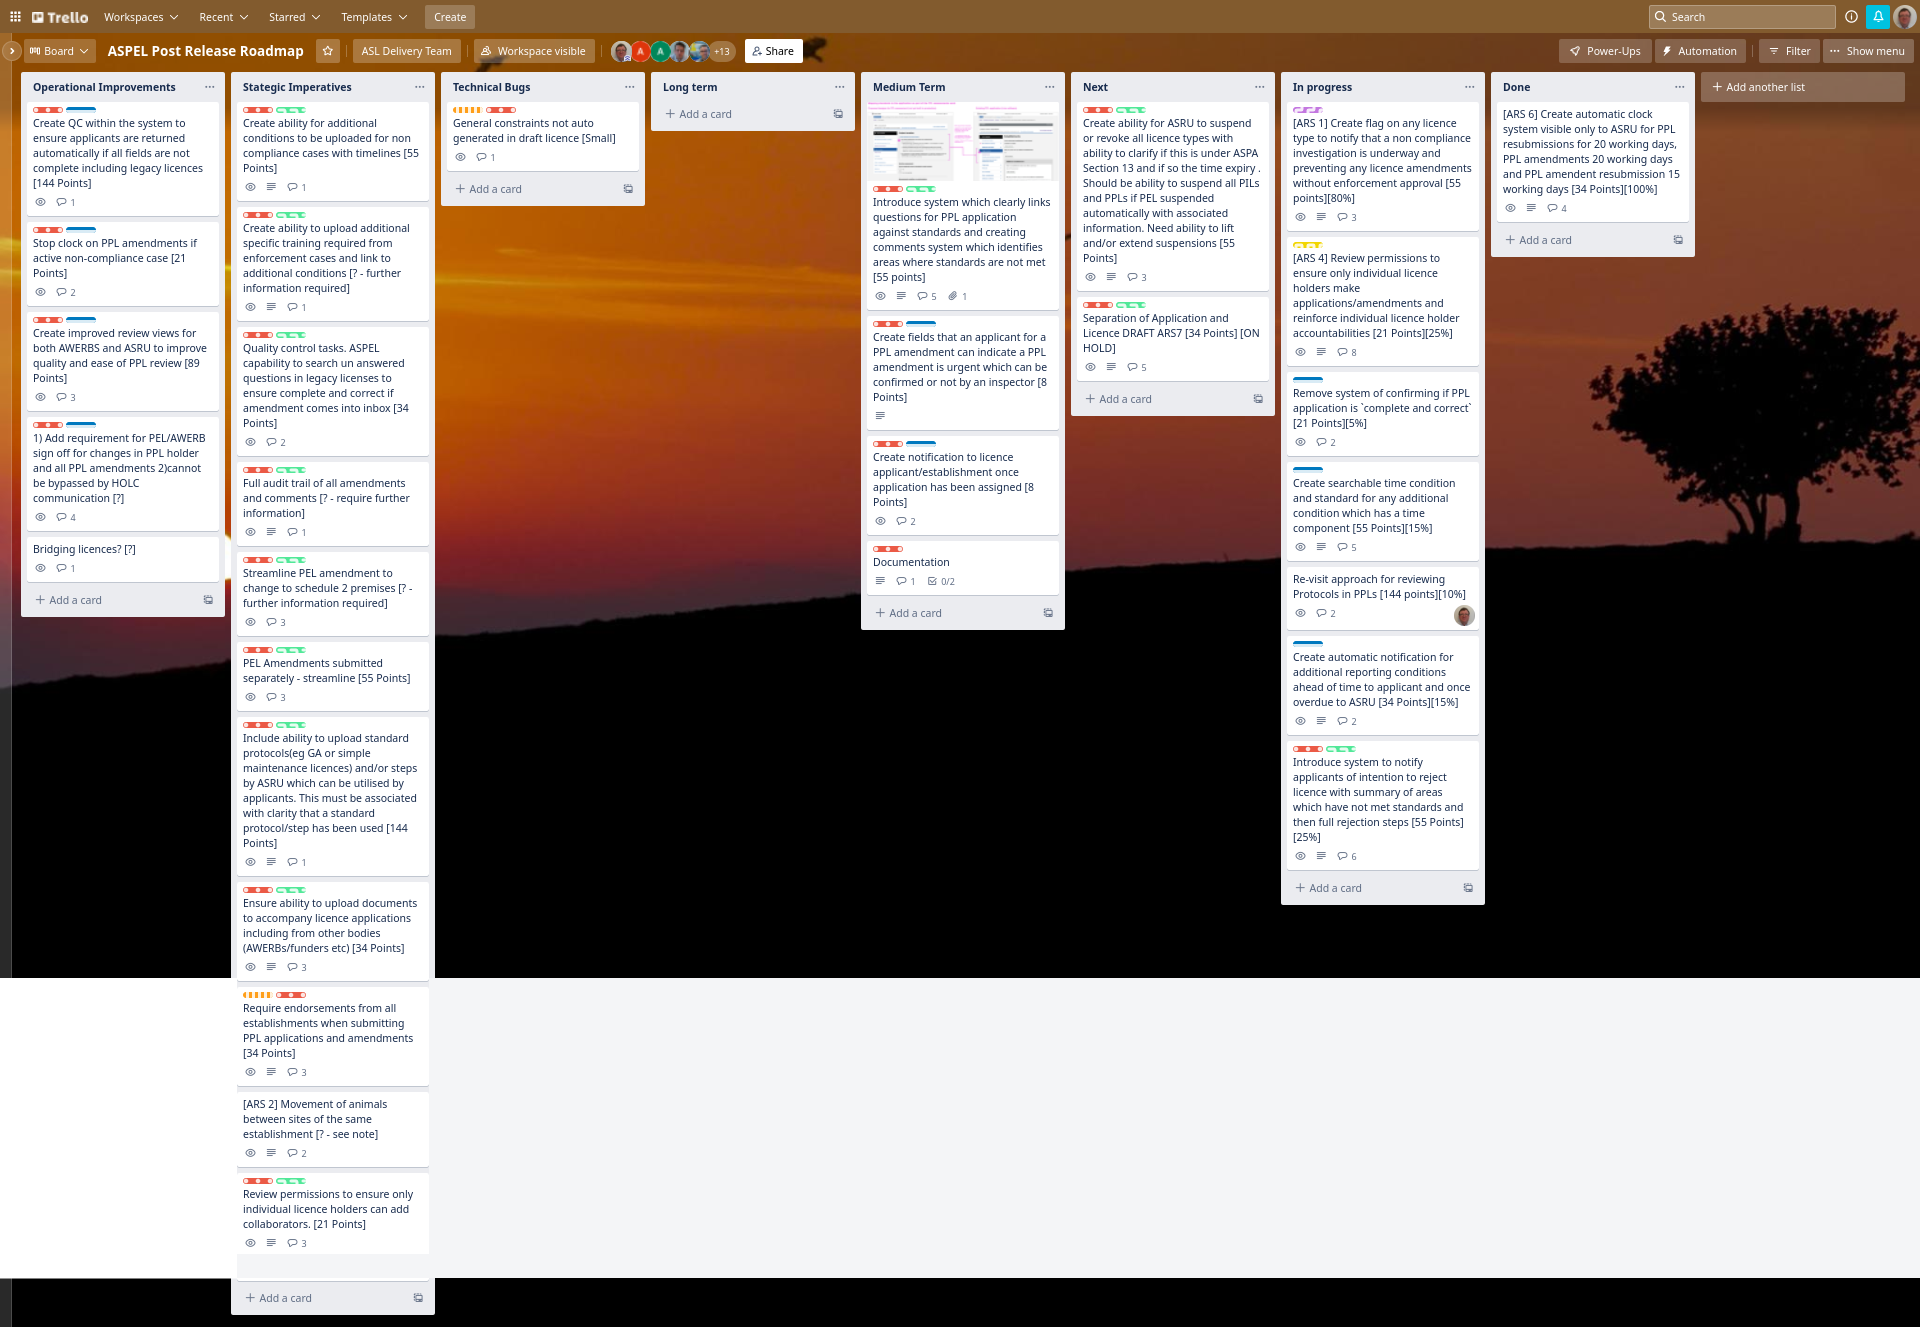 Trello
Workspaces
Recent
Starred
Templates
Create
Search
Board
ASPEL Post Release Roadmap
ASL Delivery Team
Workspace visible
A
A
+13
Share
Power-Ups
Automation
Filter
Show menu
Operational Improvements
Create QC within the system to
ensure applicants are returned
automatically if all fields are not
complete including legacy licences
[144 Points]
1
Stop clock on PPL amendments if
active non-compliance case [21
Points]
2
Create improved review views for
both AWERBS and ASRU to improve
quality and ease of PPL review [89
Points]
3
1) Add requirement for PEL/AWERB
sign off for changes in PPL holder
and all PPL amendments 2)cannot
be bypassed by HOLC
communication [?]
4
Bridging licences? [?]
1
Add a card
Stategic Imperatives
Create ability for additional
conditions to be uploaded for non
compliance cases with timelines [55
Points]
1
Create ability to upload additional
specific training required from
enforcement cases and link to
additional conditions [? - further
information required]
1
Quality control tasks. ASPEL
capability to search un answered
questions in legacy licenses to
ensure complete and correct if
amendment comes into inbox [34
Points]
2
Full audit trail of all amendments
and comments [? - require further
information]
1
Streamline PEL amendment to
change to schedule 2 premises [? -
further information required]
3
PEL Amendments submitted
separately - streamline [55 Points]
3
Include ability to upload standard
protocols(eg GA or simple
maintenance licences) and/or steps
by ASRU which can be utilised by
applicants. This must be associated
with clarity that a standard
protocol/step has been used [144
Points]
1
Ensure ability to upload documents
to accompany licence applications
including from other bodies
(AWERBs/funders etc) [34 Points]
3
Require endorsements from all
establishments when submitting
PPL applications and amendments
[34 Points]
3
[ARS 2] Movement of animals
between sites of the same
establishment [? - see note]
2
Review permissions to ensure only
individual licence holders can add
collaborators. [21 Points]
3
Add a card
Technical Bugs
General constraints not auto
generated in draft licence [Small]
1
Add a card
Long term
Add a card
Medium Term
Introduce system which clearly links
questions for PPL application
against standards and creating
comments system which identifies
areas where standards are not met
[55 points]
5
1
Create fields that an applicant for a
PPL amendment can indicate a PPL
amendment is urgent which can be
confirmed or not by an inspector [8
Points]
Create notification to licence
applicant/establishment once
application has been assigned [8
Points]
2
Documentation
1
0/2
Add a card
Next
Create ability for ASRU to suspend
or revoke all licence types with
ability to clarify if this is under ASPA
Section 13 and if so the time expiry .
Should be ability to suspend all PILs
and PPLs if PEL suspended
automatically with associated
information. Need ability to lift
and/or extend suspensions [55
Points]
3
Separation of Application and
Licence DRAFT ARS7 [34 Points] [ON
HOLD]
5
Add a card
In progress
[ARS 1] Create flag on any licence
type to notify that a non compliance
investigation is underway and
preventing any licence amendments
without enforcement approval [55
points][80%]
3
[ARS 4] Review permissions to
ensure only individual licence
holders make
applications/amendments and
reinforce individual licence holder
accountabilities [21 Points][25%]
8
Remove system of confirming if PPL
application is `complete and correct`
[21 Points][5%]
2
Create searchable time condition
and standard for any additional
condition which has a time
component [55 Points][15%]
5
Re-visit approach for reviewing
Protocols in PPLs [144 points][10%]
2
Create automatic notification for
additional reporting conditions
ahead of time to applicant and once
overdue to ASRU [34 Points][15%]
2
Introduce system to notify
applicants of intention to reject
licence with summary of areas
which have not met standards and
then full rejection steps [55 Points]
[25%]
6
Add a card
Done
[ARS 6] Create automatic clock
system visible only to ASRU for PPL
resubmissions for 20 working days,
PPL amendments 20 working days
and PPL amendent resubmission 15
working days [34 Points][100%]
4
Add a card
Add another list